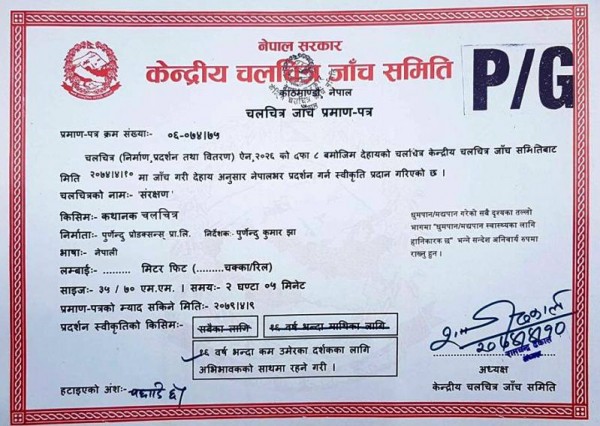 नेपाल सरकार
केन्द्रीय चलचित्र जाँच समिति
काठमाण्डौ नेपाल
P/G
चलचित्र जाँच प्रमाण-पत्र
प्रमाण-पत्र क्रम संख्याः- ०६-०७४/७५
चलचित्र (निर्माण,प्रदर्शन तथा वितरण) ऐन,२०२६ को दफा ८ बमोजिम देहायको चलचित्र केन्द्रीय चलचित्र जाँच समितिबाट
मिति २०७४/४/१० मा जाँच गरी देहाय अनुसार नेपालभर प्रदर्शन गर्न स्वीकृति प्रदान गरिएको छ ।
चलचित्रको नामः- 'संरक्षण'
किसिमः- कथानक चलचित्र
निर्माताः- पुर्णेन्दु प्रोडक्सन्स् प्रा.लि. निर्देशकः- पुर्णेन्दु कुमार झा
भाषाः- नेपाली
लम्बाईः- ........ मिटर फिट (.........चक्का/रिल)
साइजः- ३५ / ७० एम.एम. । समयः- २ घण्टा ०५ मिनेट
प्रमाण-पत्रको म्याद सकिने मितिः- २०७९/४/९
प्रदर्शन स्वीकृतिको किसिमः- सबैका लागि १६ वर्ष भन्दा माथिका लागि
१६ वर्ष भन्दा कम उमेरका दर्शकका लागि
अभिभावकको साथमा रहने गरी ।
हटाइएको अंशः- पछाडि छ
धुमपान/मद्यपान गरेको सबै दृश्यका तल्लो
भागमा "धुमपान/मद्यपान स्वास्थ्यका लागि
हानिकारक छ" भन्ने सन्देश अनिवार्य रुपमा
राख्नु हुन ।
२०७४/४/१०
अध्यक्ष
केन्द्रीय चलचित्र जाँच समिति